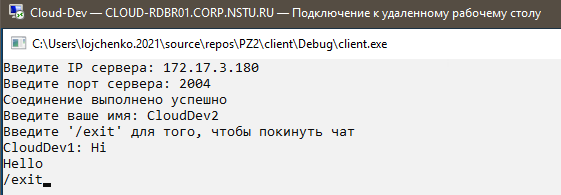 Cloud-Dev — CLOUD-RDBR01.CORP.NSTU.RU — Подключение к удаленному рабочему столу
C:\Users\lojchenko.2021\source\repos\PZ2\client\Debug\client.exe
Введите IP сервера: 172.17.3.180
Введите порт сервера: 2004
Соединение выполнено успешно
Введите ваше имя: CloudDev2
Введите '/exit' для того, чтобы покинуть чат
CloudDev1: Hi
Hello
/exit